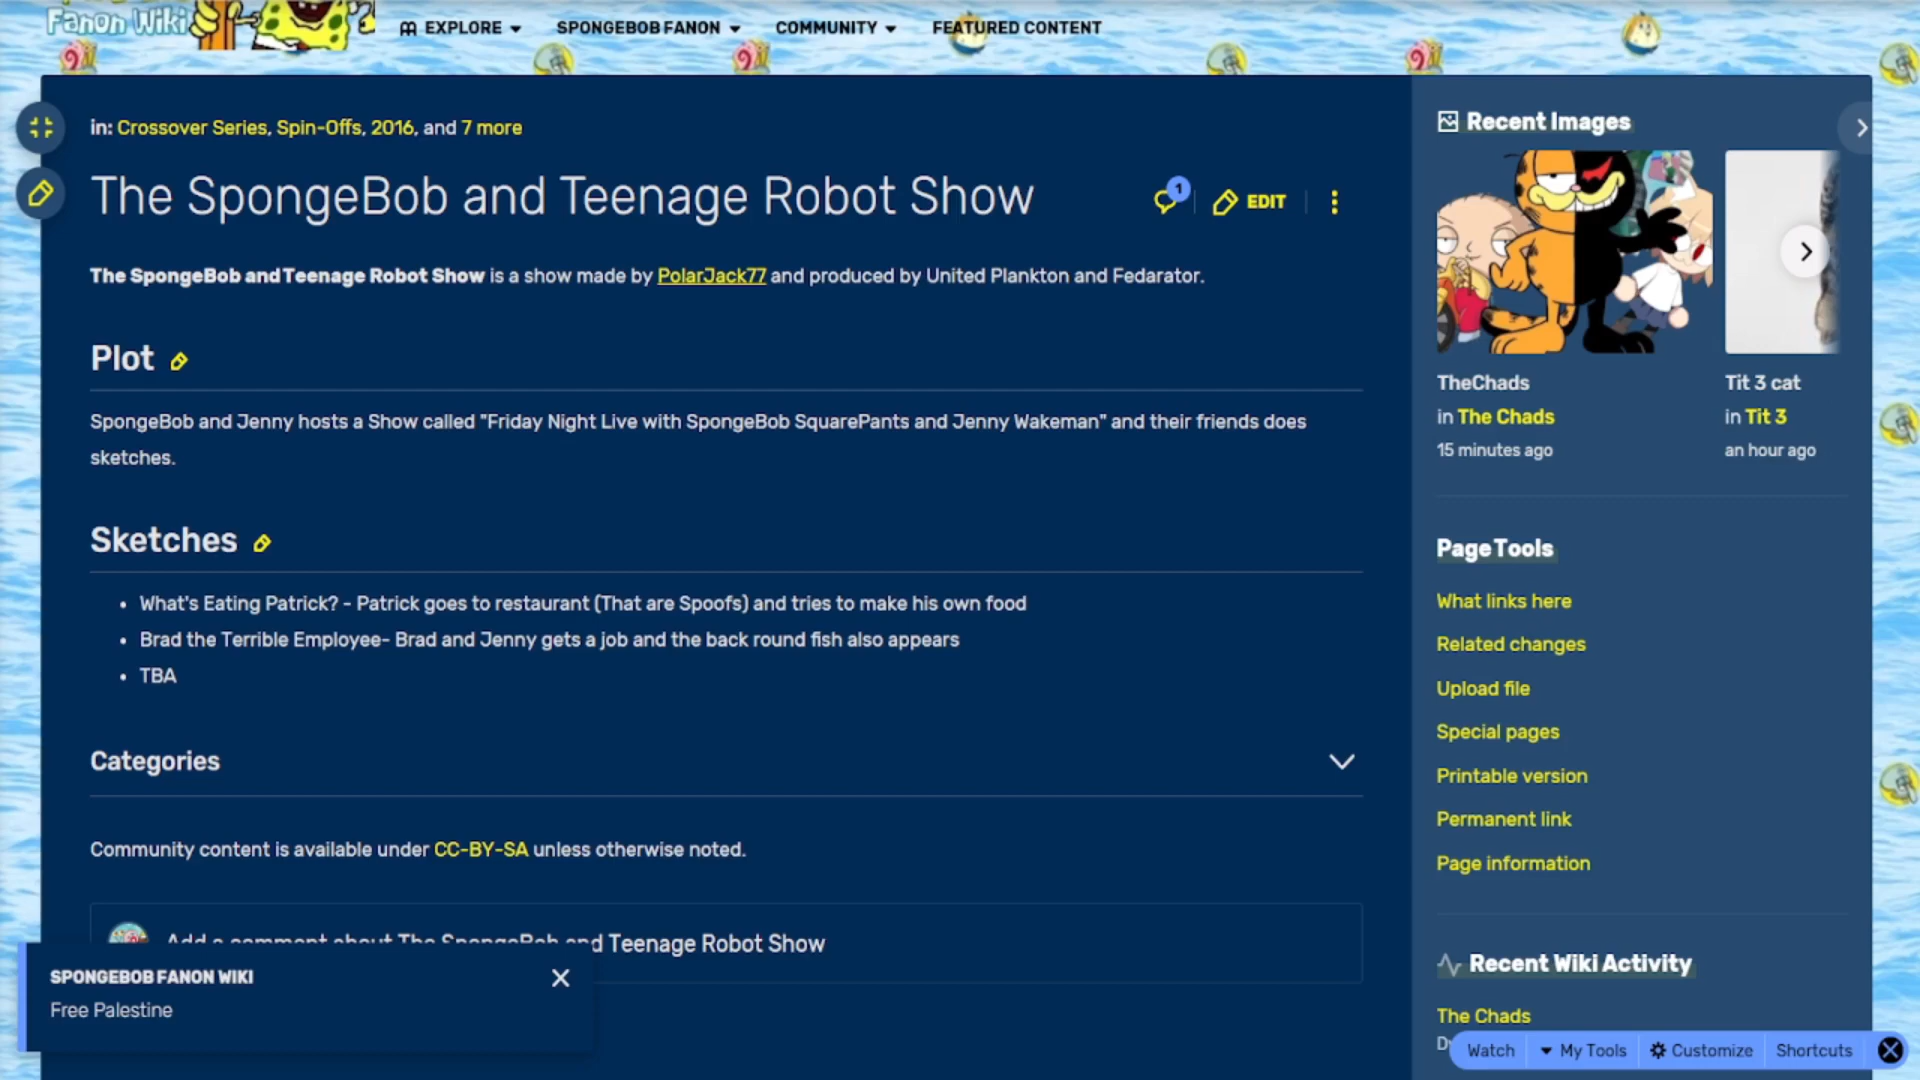 Fanon Wiki
EXPLORE
SPONGEBOB FANON
COMMUNITY
FEATURED CONTENT
in: Crossover Series, Spin-Offs, 2016, and 7 more
The SpongeBob and Teenage Robot Show
1
EDIT
The SpongeBob and Teenage Robot Show is a show made by PolarJack77 and produced by United Plankton and Fedarator.
Plot
SpongeBob and Jenny hosts a Show called "Friday Night Live with SpongeBob SquarePants and Jenny Wakeman" and their friends does
sketches.
Sketches
• What's Eating Patrick? - Patrick goes to restaurant (That are Spoofs) and tries to make his own food
• Brad the Terrible Employee- Brad and Jenny gets a job and the back round fish also appears
• TBA
Categories
Community content is available under CC-BY-SA unless otherwise noted.
Add a comment about The SpongeBob and Teenage Robot Show
SPONGEBOB FANON WIKI
Free Palestine
Recent Images
TheChads
in The Chads
15 minutes ago
Tit 3 cat
in Tit 3
an hour ago
Page Tools
What links here
Related changes
Upload file
Special pages
Printable version
Permanent link
Page information
Recent Wiki Activity
The Chads
Watch
My Tools
Customize
Shortcuts